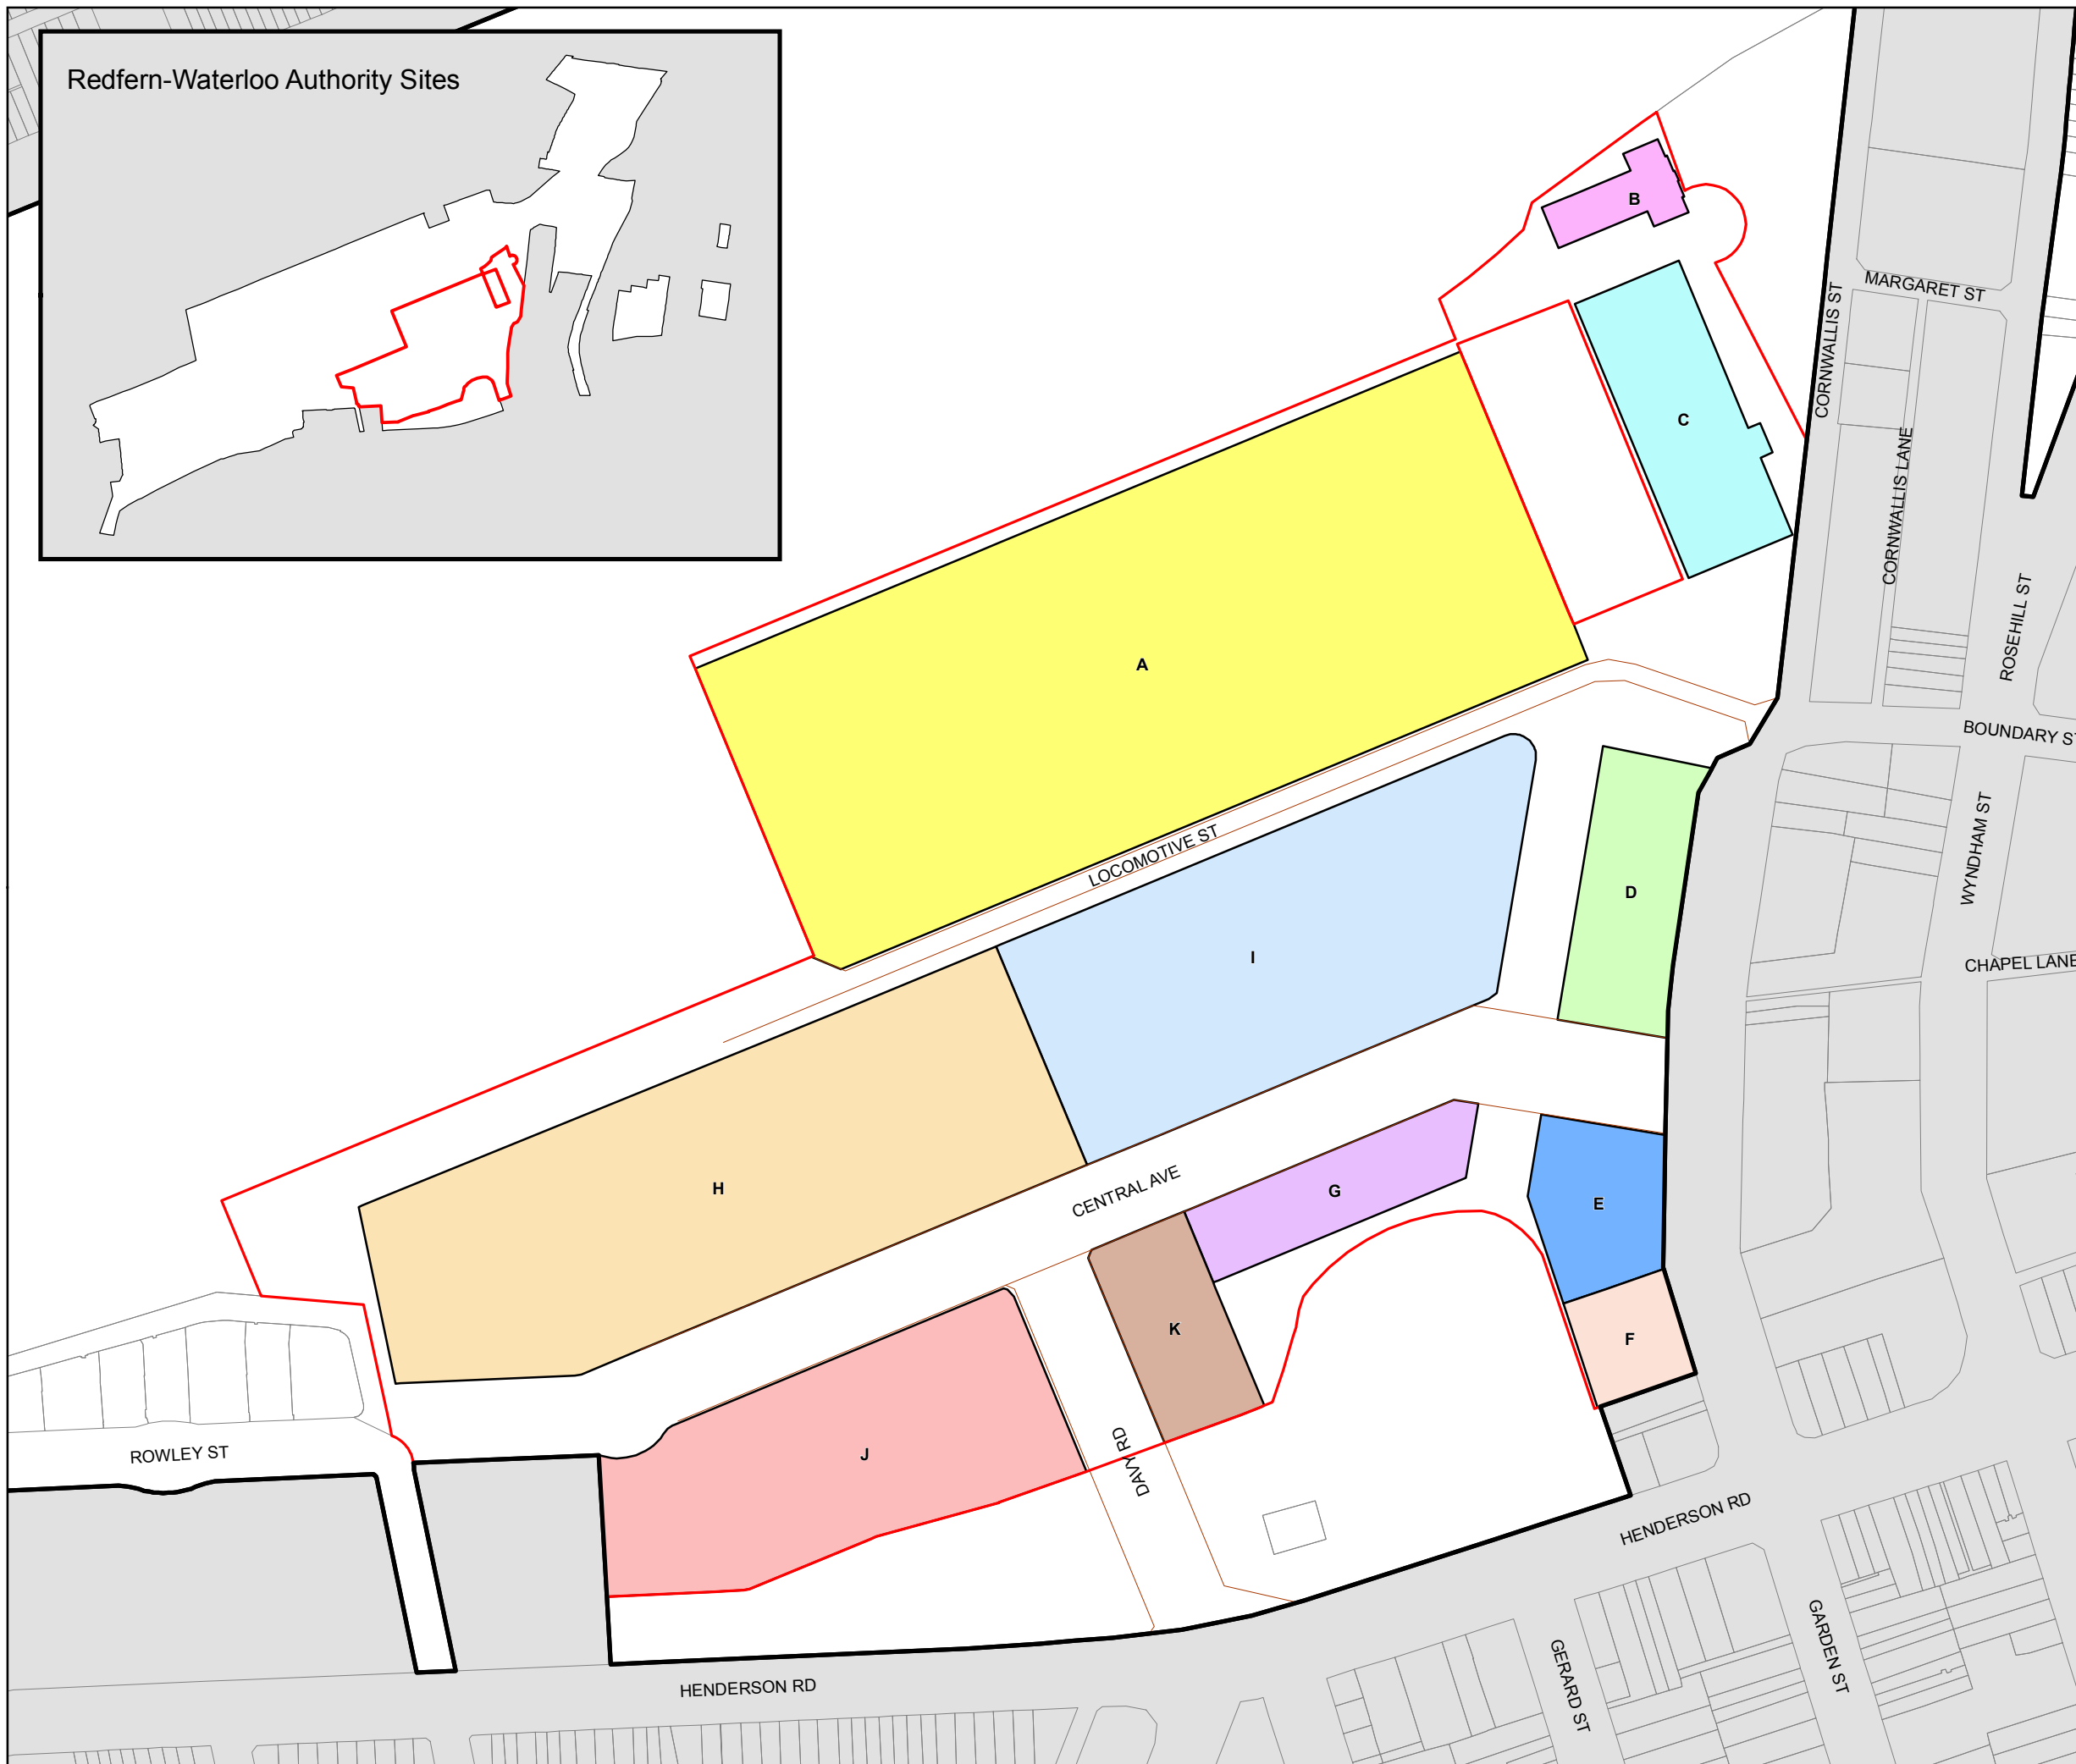 Redfern-Waterloo Authority Sites
B
MARGARET ST
CORNWALLIS ST
C
CORNWALLIS LANE
ROSEHILL ST
A
BOUNDARY ST
LOCOMOTIVE ST
WYNDHAM ST
D
I
CHAPEL LANE
H
CENTRAL AVE
G
E
K
F
J
ROWLEY ST
DAVY RD
HENDERSON RD
GARDEN ST
GERARD ST
HENDERSON RD